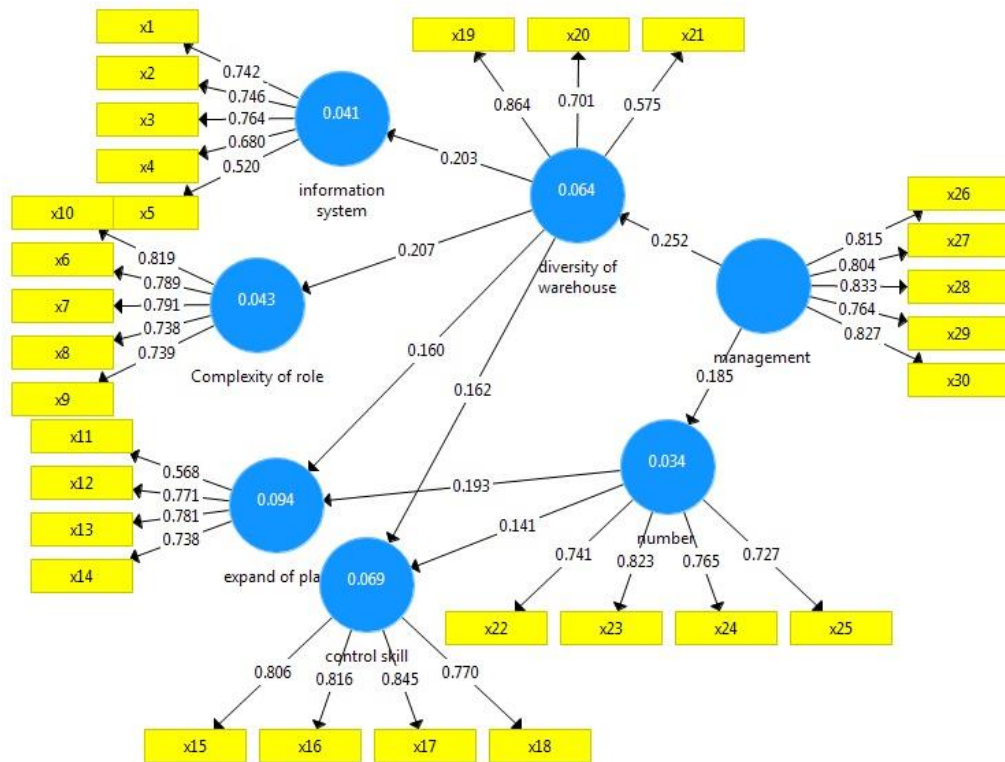 x1
x2
x3
x4
x5
0.742
0.746
0.764
0.680
0.520
0.041
information
system
x19
x20
x21
0.864
0.701
0.575
0.203
0.064
diversity of
warehouse
x10
x6
x7
x8
x9
0.819
0.789
0.791
0.738
0.739
0.043
Complexity of role
0.207
0.252
management
x26
x27
x28
x29
x30
0.815
0.804
0.833
0.764
0.827
0.160
0.162
0.185
x11
x12
x13
x14
0.568
0.771
0.781
0.738
0.094
expand of pla
0.193
0.141
0.034
number
0.741
0.823
0.765
0.727
x22
x23
x24
x25
0.069
control skill
0.806
0.816
0.845
0.770
x15
x16
x17
x18